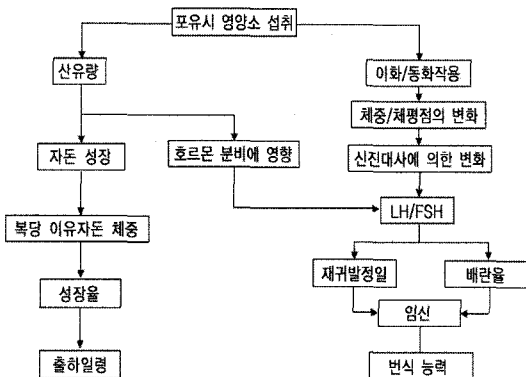 포유시 영양소 섭취
산유량
이화/동화작용
체중/체평점의 변화
자돈 성장
호르몬 분비에 영향
신진대사에 의한 변화
LH/FSH
복당 이유자돈 체중
재귀발정일
배란율
성장율
임신
출하일령
번식 능력